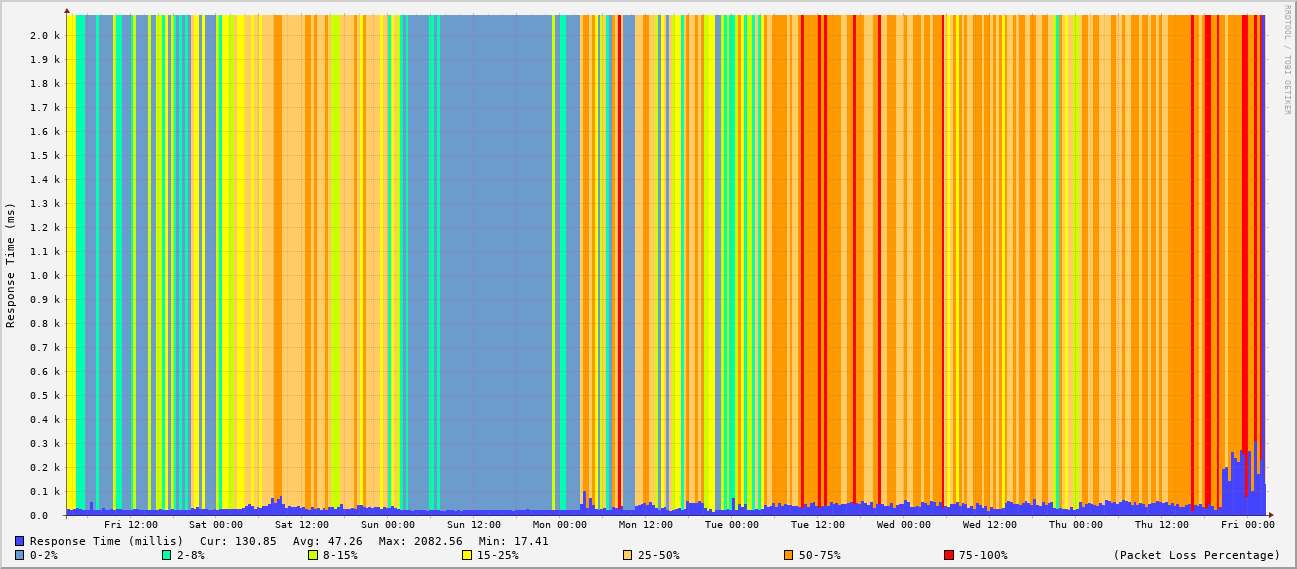 RRDTOOL / TOBI OETIKER
Response Time (ms)
2.0 k
1.9 k
1.8 k
1.7 k
1.6 k
1.5 k
1.4 k
1.3 k
1.2 k
1.1 k
1.0 k
0.9 k
0.8 k
0.7 k
0.6 k
0.5 k
0.4 k
0.3 k
0.2 k
0.1 k
0.0
Fri 12:00 Sat 00:00 Sat 12:00 Sun 00:00 Sun 12:00 Mon 00:00 Mon 12:00 Tue 00:00 Tue 12:00 Wed 00:00 Wed 12:00 Thu 00:00 Thu 12:00 Fri 00:00
Response Time (millis) Cur: 130.85 Avg: 47.26 Max: 2082.56 Min: 17.41
0-2% 2-8% 8-15% 15-25% 25-50% 50-75% 75-100% (Packet Loss Percentage)